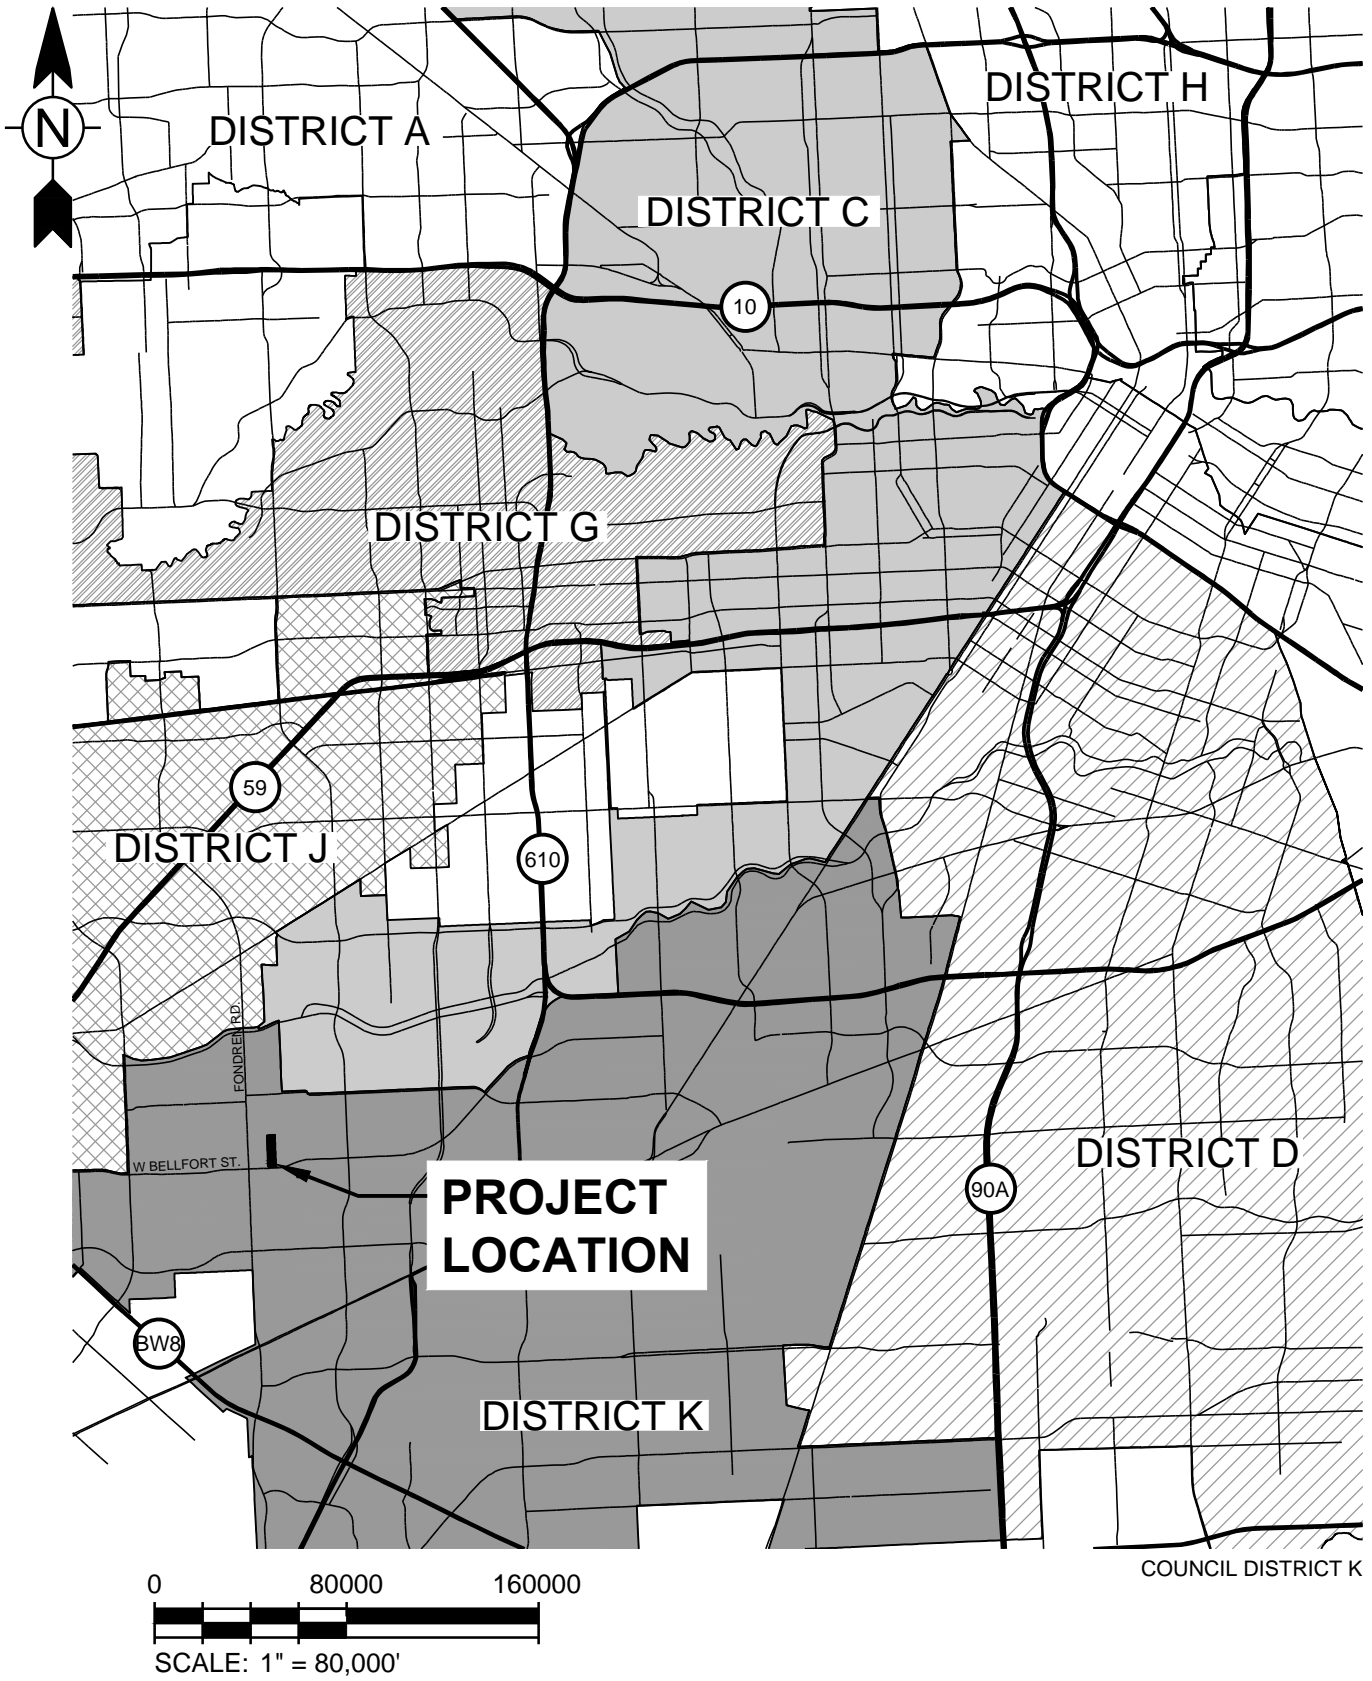 DISTRICT H
N
DISTRICT A
DISTRICT C
10
DISTRICT G
59
DISTRICT J
610
FONDREN RD
W BELLFORT ST.
DISTRICT D
90A
PROJECT
LOCATION
BW8
DISTRICT K
COUNCIL DISTRICT K
0 80000 160000
SCALE: 1" = 80,000'